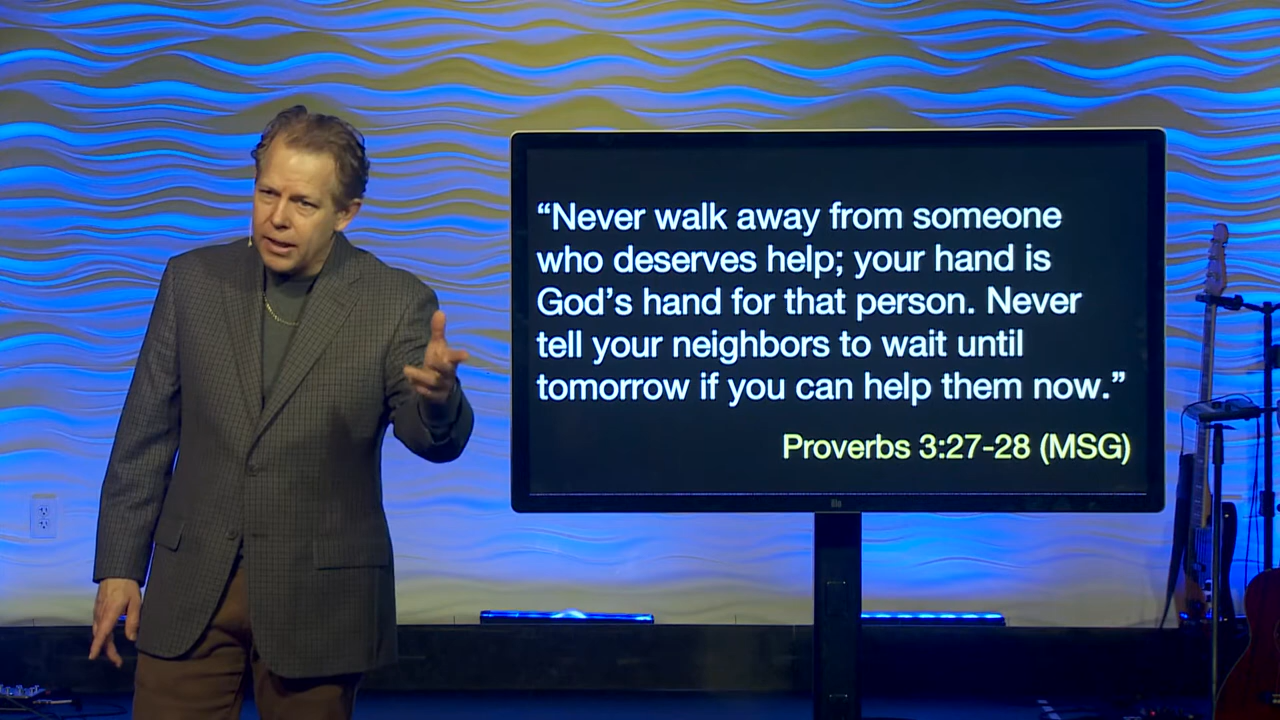 “Never walk away from someone
who deserves help; your hand is
God’s hand for that person. Never
tell your neighbors to wait until
tomorrow if you can help them now.”
Proverbs 3:27-28 (MSG)
elo